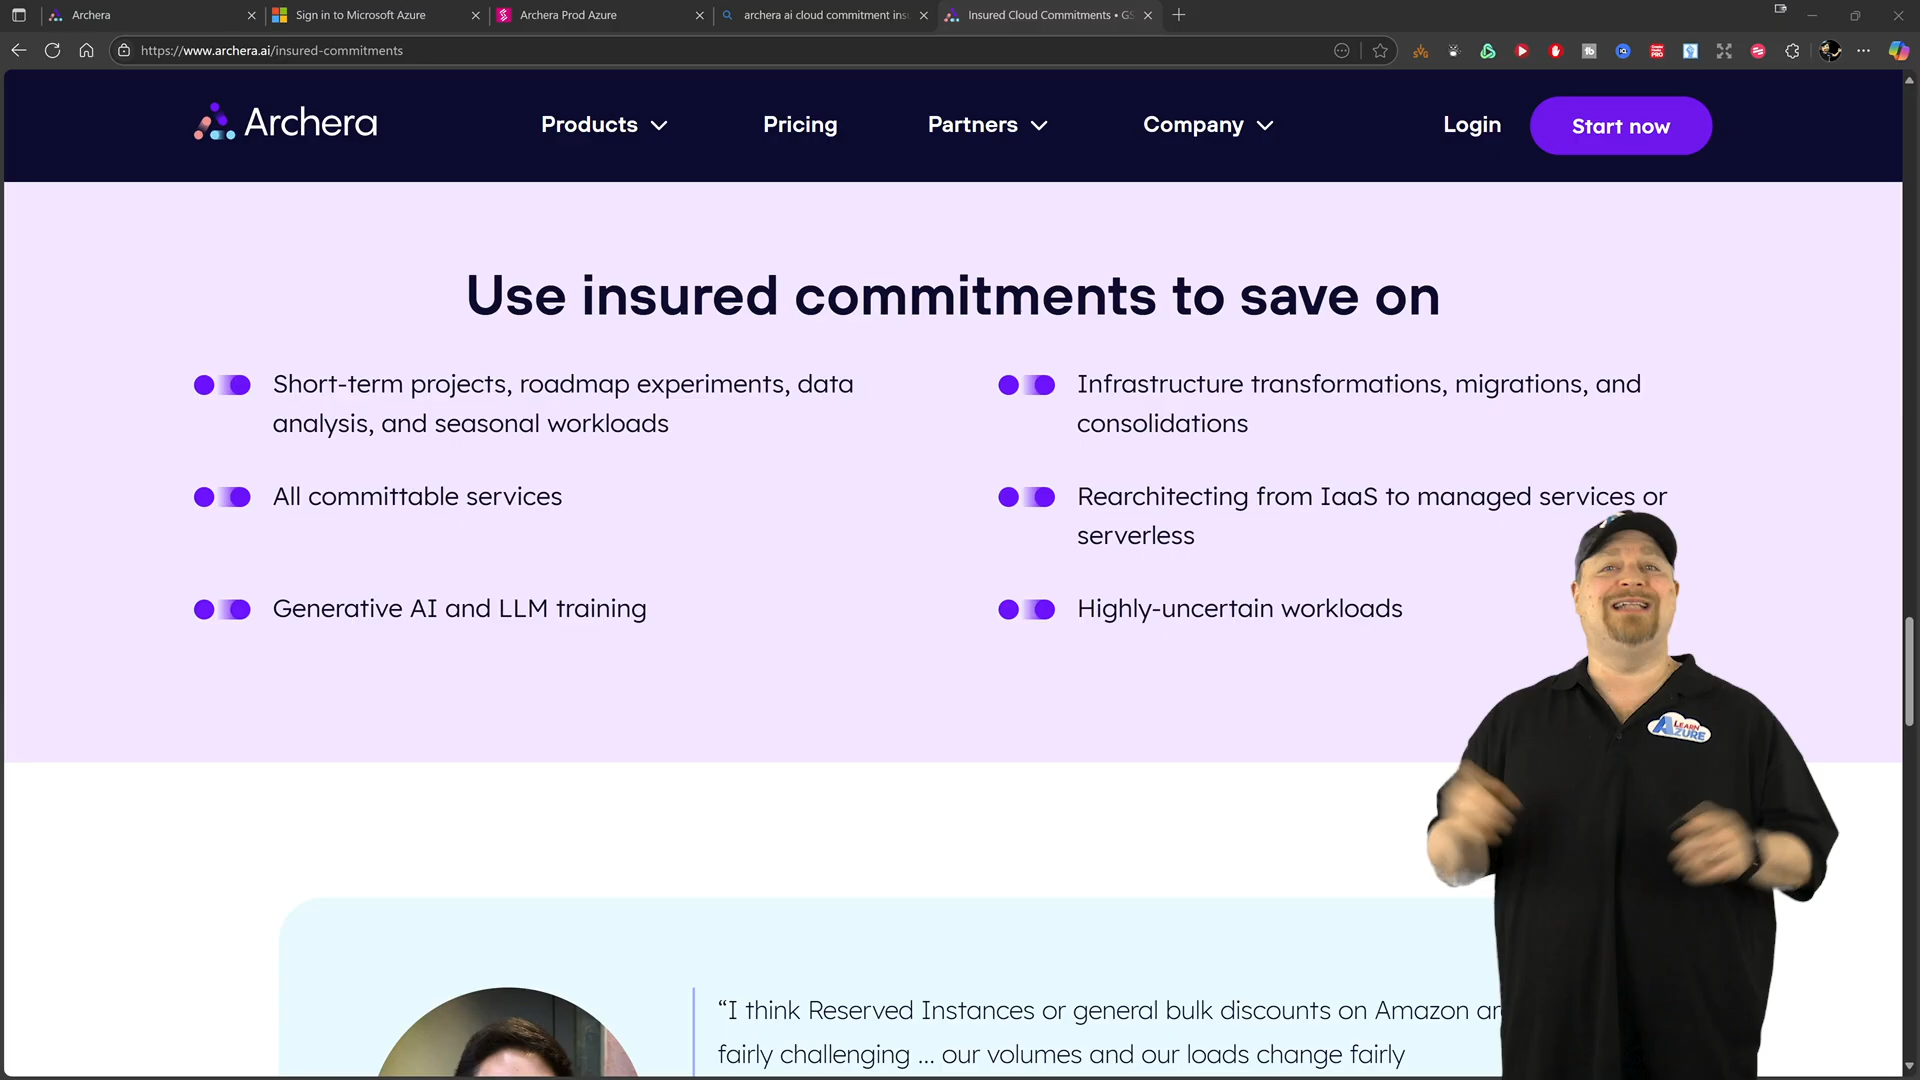 Archera
Sign in to Microsoft Azure
Archera Prod Azure
archera ai cloud commitment ins
Insured Cloud Commitments • GS
https://www.archera.ai/insured-commitments
Archera
Products
Pricing
Partners
Company
Login
Start now
Use insured commitments to save on
Short-term projects, roadmap experiments, data
analysis, and seasonal workloads
Infrastructure transformations, migrations, and
consolidations
All committable services
Rearchitecting from IaaS to managed services or
serverless
Generative AI and LLM training
Highly-uncertain workloads
LEARN
AZURE
“I think Reserved Instances or general bulk discounts on Amazon ar
fairly challenging ... our volumes and our loads change fairly